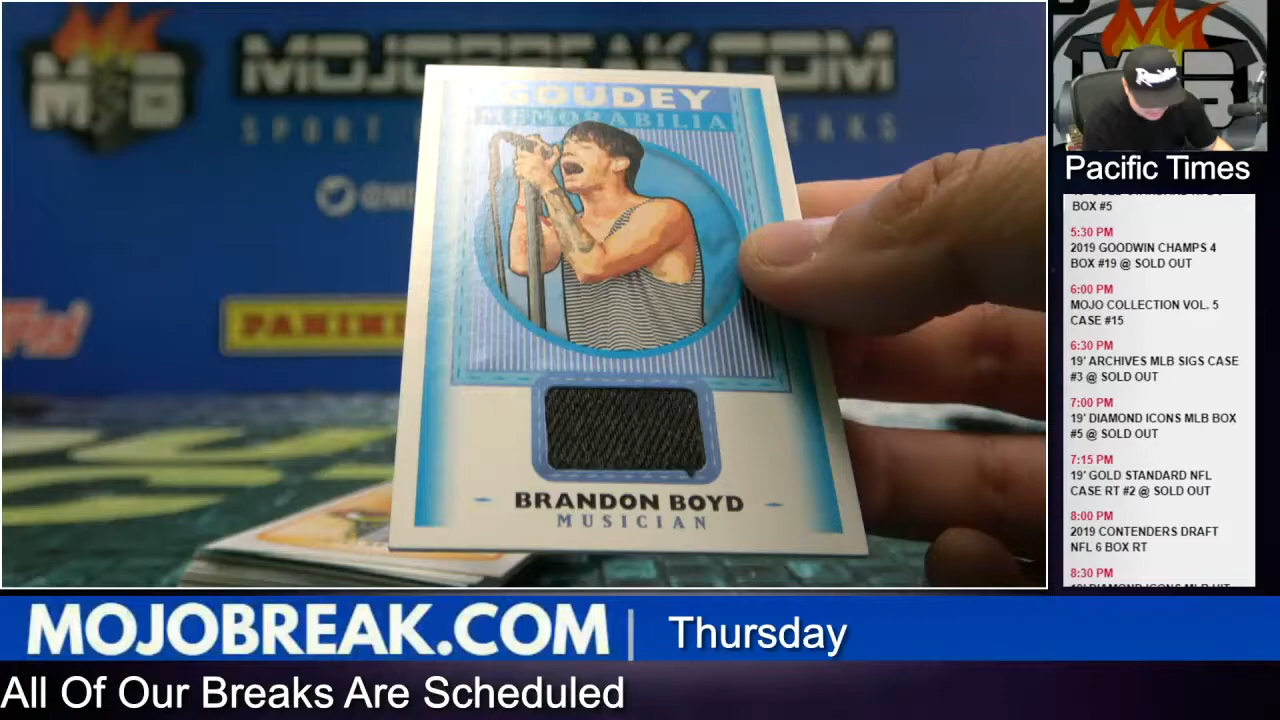 MOJOBREAK.COM
M B
SPORT
EAKS
GOUDEY
MEMORABILIA
PANINI
BRANDON BOYD
MUSICIAN
Pacific Times
BOX #5
5:30 PM
2019 GOODWIN CHAMPS 4
BOX #19 @ SOLD OUT
6:00 PM
MOJO COLLECTION VOL. 5
CASE #15
6:30 PM
19' ARCHIVES MLB SIGS CASE
#3 @ SOLD OUT
7:00 PM
19' DIAMOND ICONS MLB BOX
#5 @ SOLD OUT
7:15 PM
19' GOLD STANDARD NFL
CASE RT #2 @ SOLD OUT
8:00 PM
2019 CONTENDERS DRAFT
NFL 6 BOX RT
8:30 PM
MOJOBREAK.COM | Thursday
All Of Our Breaks Are Scheduled